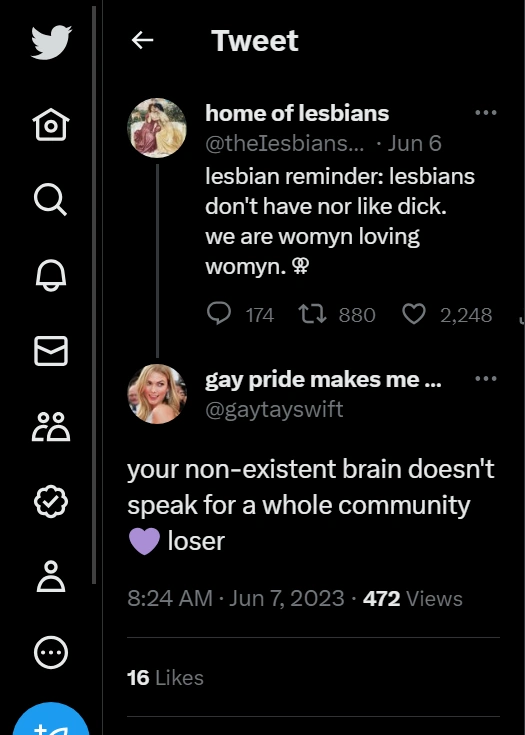 Tweet
home of lesbians
@theIesbians... · Jun 6
lesbian reminder: lesbians
don't have nor like dick.
we are womyn loving
womyn. ⚢
174 880 2,248
gay pride makes me ...
@gaytayswift
your non-existent brain doesn't
speak for a whole community
💜 loser
8:24 AM · Jun 7, 2023 · 472 Views
16 Likes